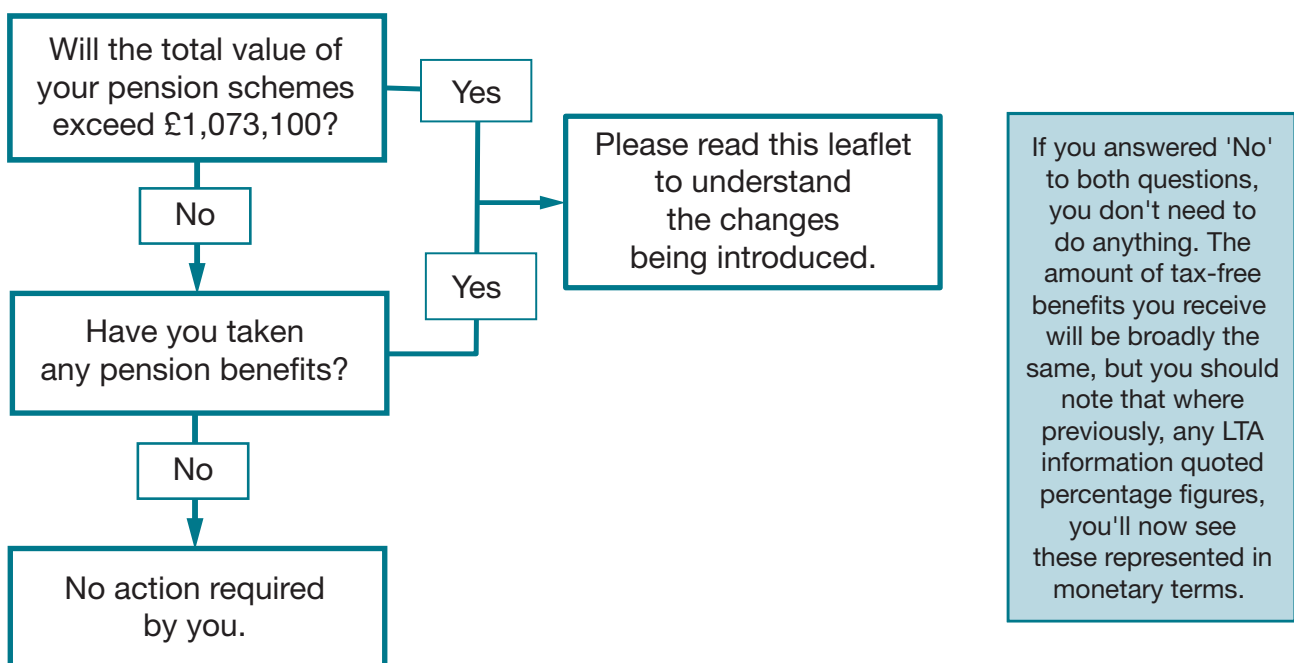 Will the total value of
your pension schemes
exceed £1,073,100?
Yes
No
Please read this leaflet
to understand
the changes
being introduced.
Yes
Have you taken
any pension benefits?
No
No action required
by you.
If you answered 'No'
to both questions,
you don't need to
do anything. The
amount of tax-free
benefits you receive
will be broadly the
same, but you should
note that where
previously, any LTA
information quoted
percentage figures,
you'll now see
these represented in
monetary terms.